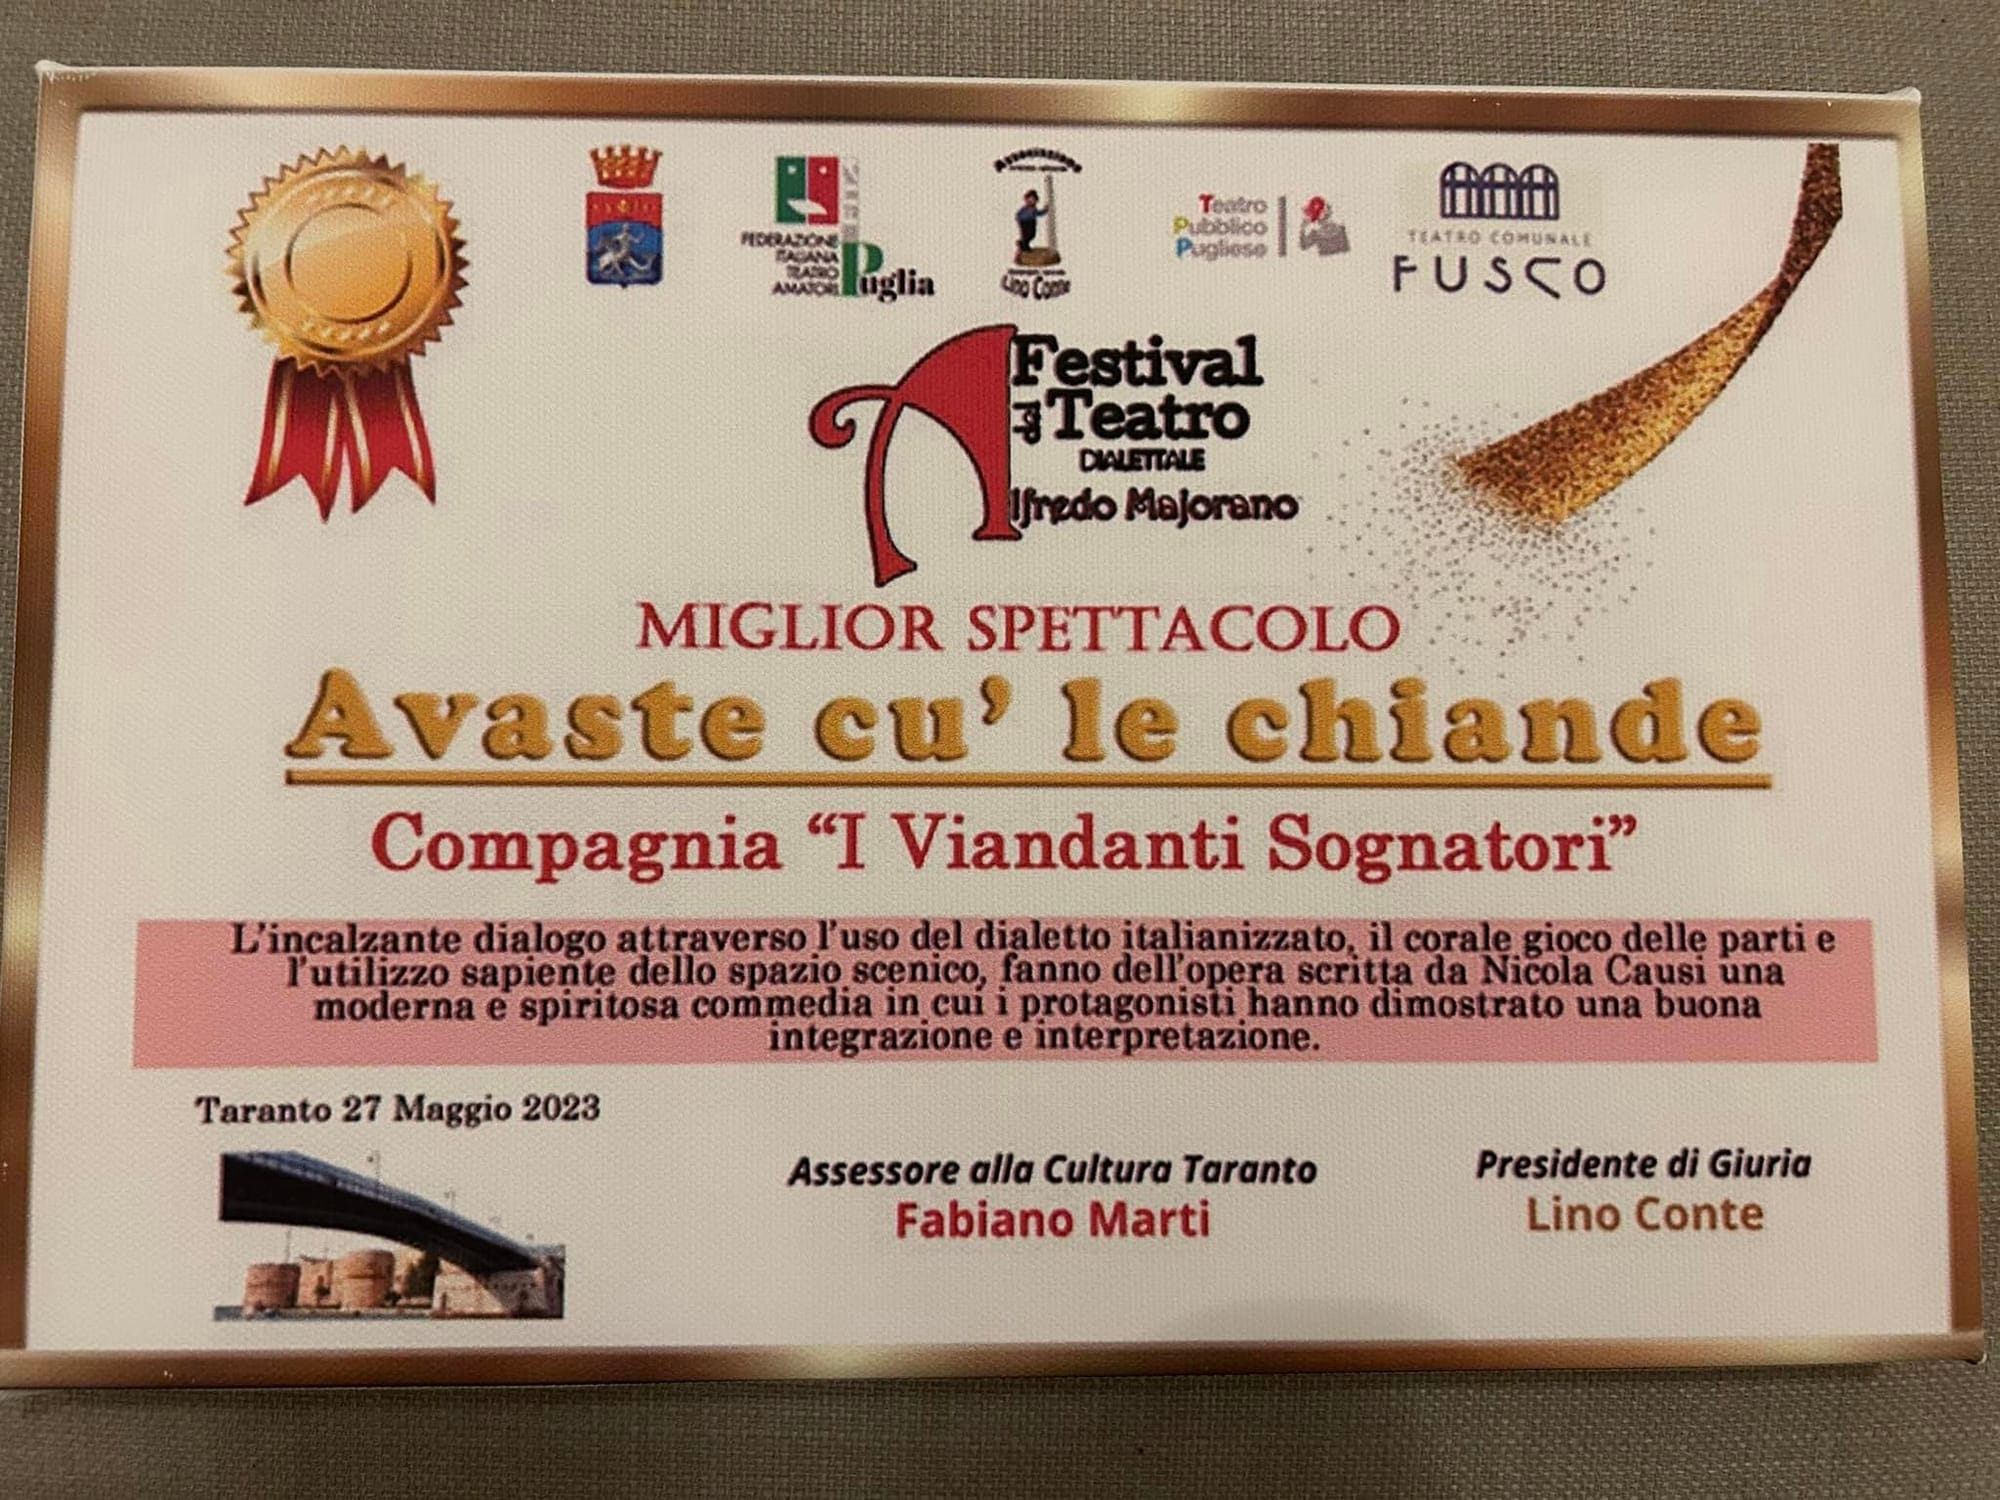 FEDERAZIONE
ITALIANA
TEATRO
AMATORI
Puglia
Associazione
Lino Conte
Teatro
Pubblico
Pugliese
TEATRO COMUNALE
FUSCO
Festival
di Teatro
DIALETTALE
Alfredo Majorano
MIGLIOR SPETTACOLO
Avaste cu’ le chiande
Compagnia “I Viandanti Sognatori”
L'incalzante dialogo attraverso l'uso del dialetto italianizzato, il corale gioco delle parti e
l'utilizzo sapiente dello spazio scenico, fanno dell'opera scritta da Nicola Causi una
moderna e spiritosa commedia in cui i protagonisti hanno dimostrato una buona
integrazione e interpretazione.
Taranto 27 Maggio 2023
Assessore alla Cultura Taranto
Fabiano Marti
Presidente di Giuria
Lino Conte